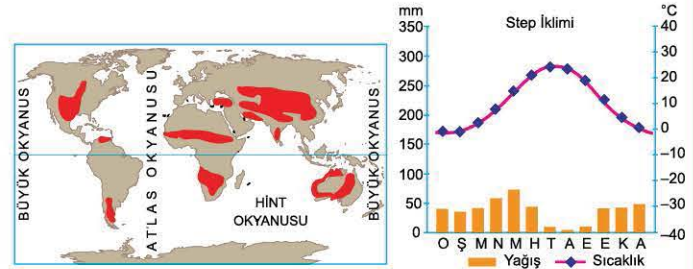 BÜYÜK OKYANUS
ATLAS OKYANUSU
HİNT
OKYANUSU
BÜYÜK OKYANUS
mm
°C
Step İklimi
350
300
250
200
150
100
50
0
40
30
20
10
0
−10
−20
−30
−40
O Ş M N M H T A E E K A
Yağış
Sıcaklık